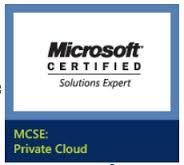 Microsoft®
CERTIFIED
Solutions Expert
MCSE:
Private Cloud